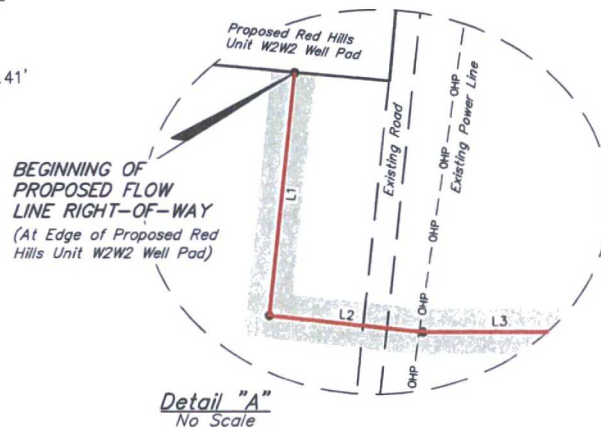 Proposed Red Hills
Unit W2W2 Well Pad
41'
BEGINNING OF
PROPOSED FLOW
LINE RIGHT-OF-WAY
(At Edge of Proposed Red
Hills Unit W2W2 Well Pad)
L1
L2
L3
Existing Road
Existing Power Line
OHP
OHP
OHP
OHP
OHP
OHP
Detail "A"
No Scale